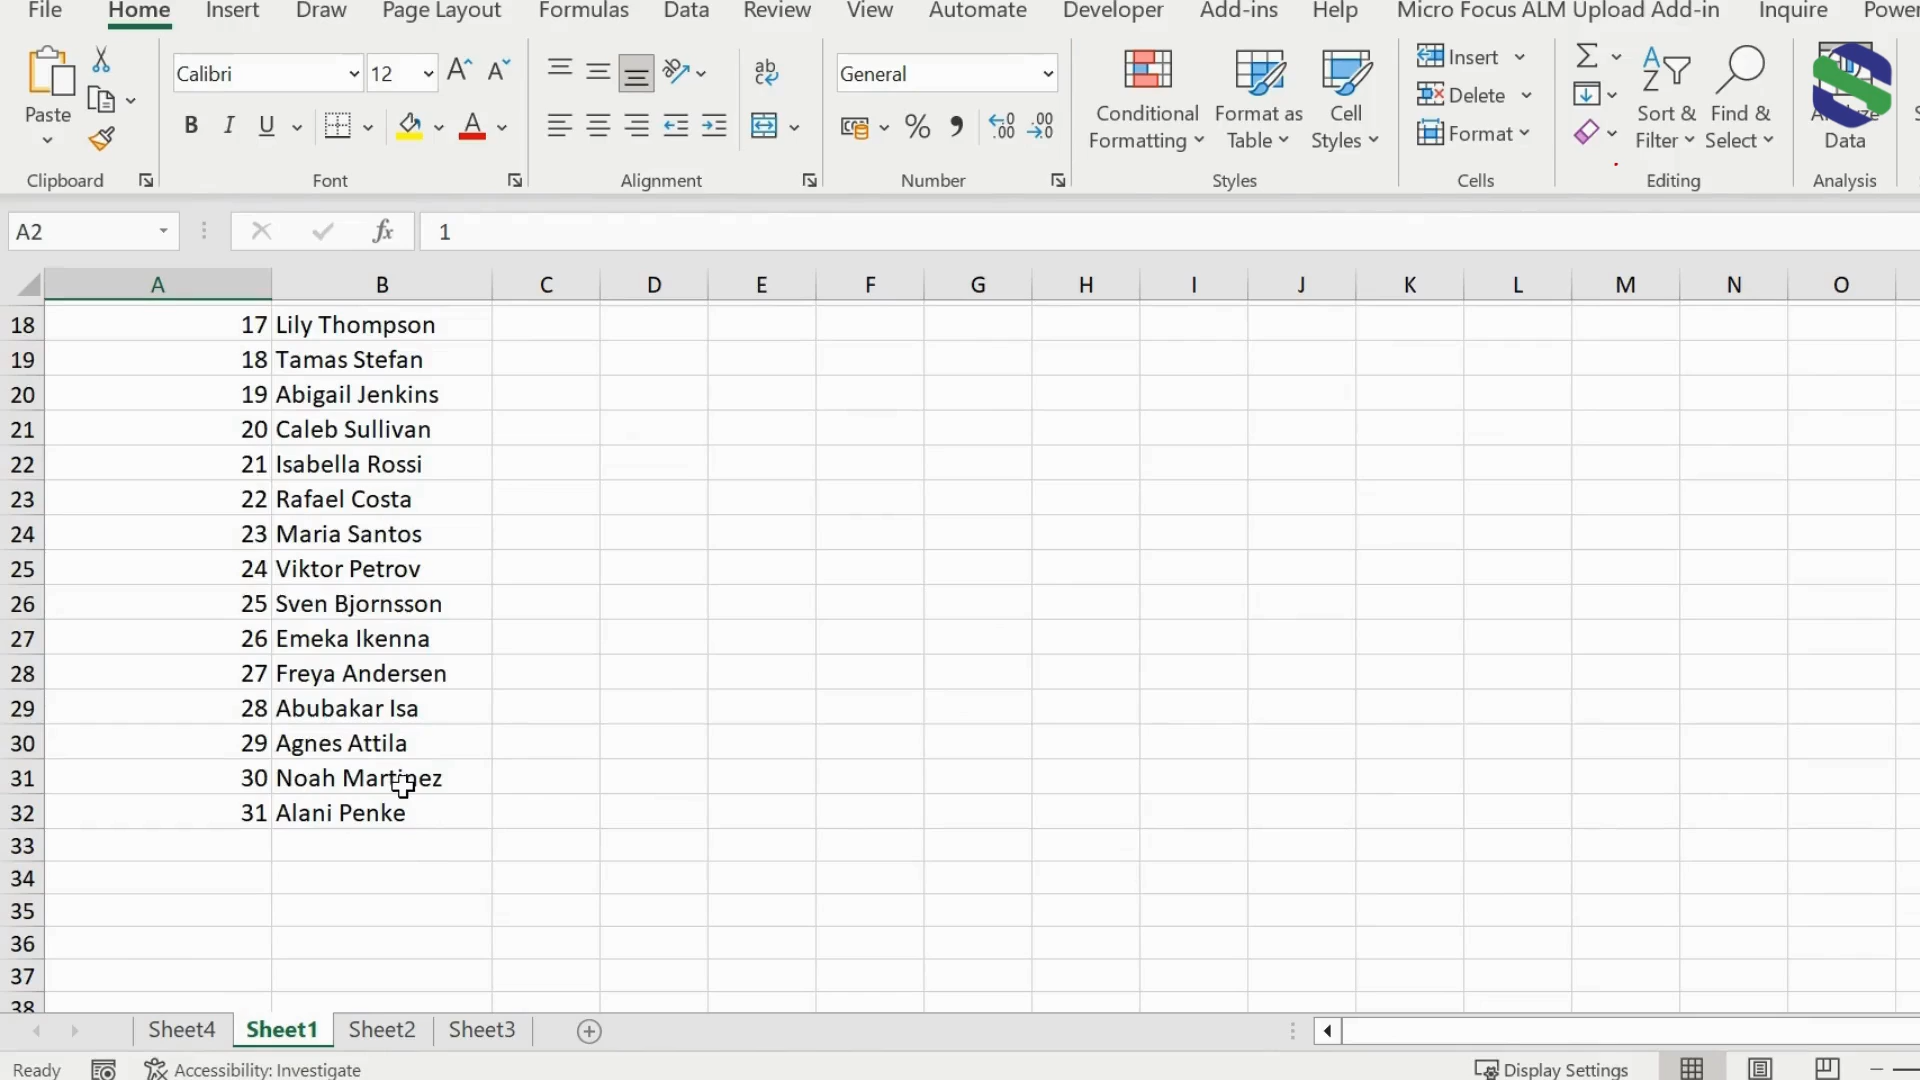 File Home Insert Draw Page Layout Formulas Data Review View Automate Developer Add-ins Help Micro Focus ALM Upload Add-in Inquire Power
Calibri 12 General
Paste
B I U
Conditional Formatting
Format as Table
Cell Styles
Insert
Delete
Format
Sort & Filter
Find & Select
Data
Clipboard Font Alignment Number Styles Cells Editing Analysis
A2 fx 1
A B C D E F G H I J K L M N O
18 17 Lily Thompson
19 18 Tamas Stefan
20 19 Abigail Jenkins
21 20 Caleb Sullivan
22 21 Isabella Rossi
23 22 Rafael Costa
24 23 Maria Santos
25 24 Viktor Petrov
26 25 Sven Bjornsson
27 26 Emeka Ikenna
28 27 Freya Andersen
29 28 Abubakar Isa
30 29 Agnes Attila
31 30 Noah Martinez
32 31 Alani Penke
33
34
35
36
37
38
Sheet4 Sheet1 Sheet2 Sheet3
Ready Accessibility: Investigate Display Settings